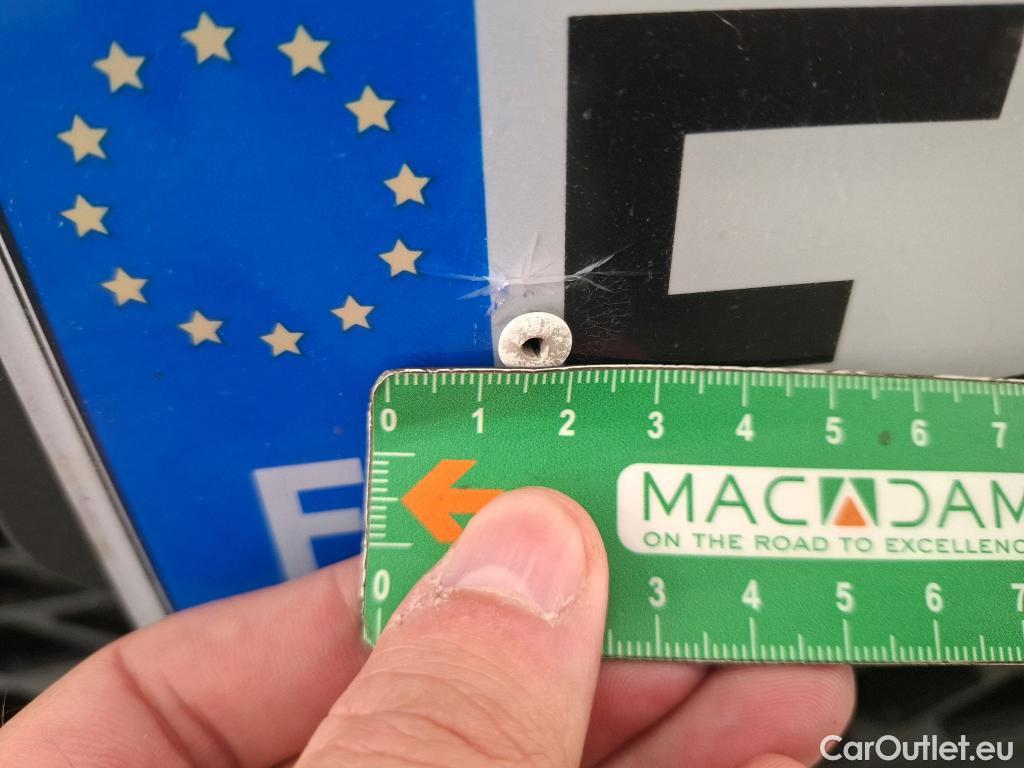 F
F
0 1 2 3 4 5 6 7
MACADAM
ON THE ROAD TO EXCELLENC
0 3 4 5 6 7
CarOutlet.eu